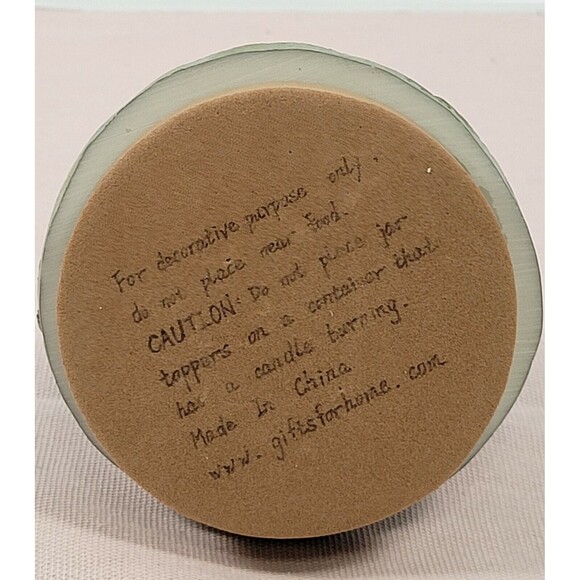 For decorative purpose only.
do not place near food.
CAUTION: Do not place jar
toppers on a container that
has a candle burning.
Made In China
www.giftsforhome.com